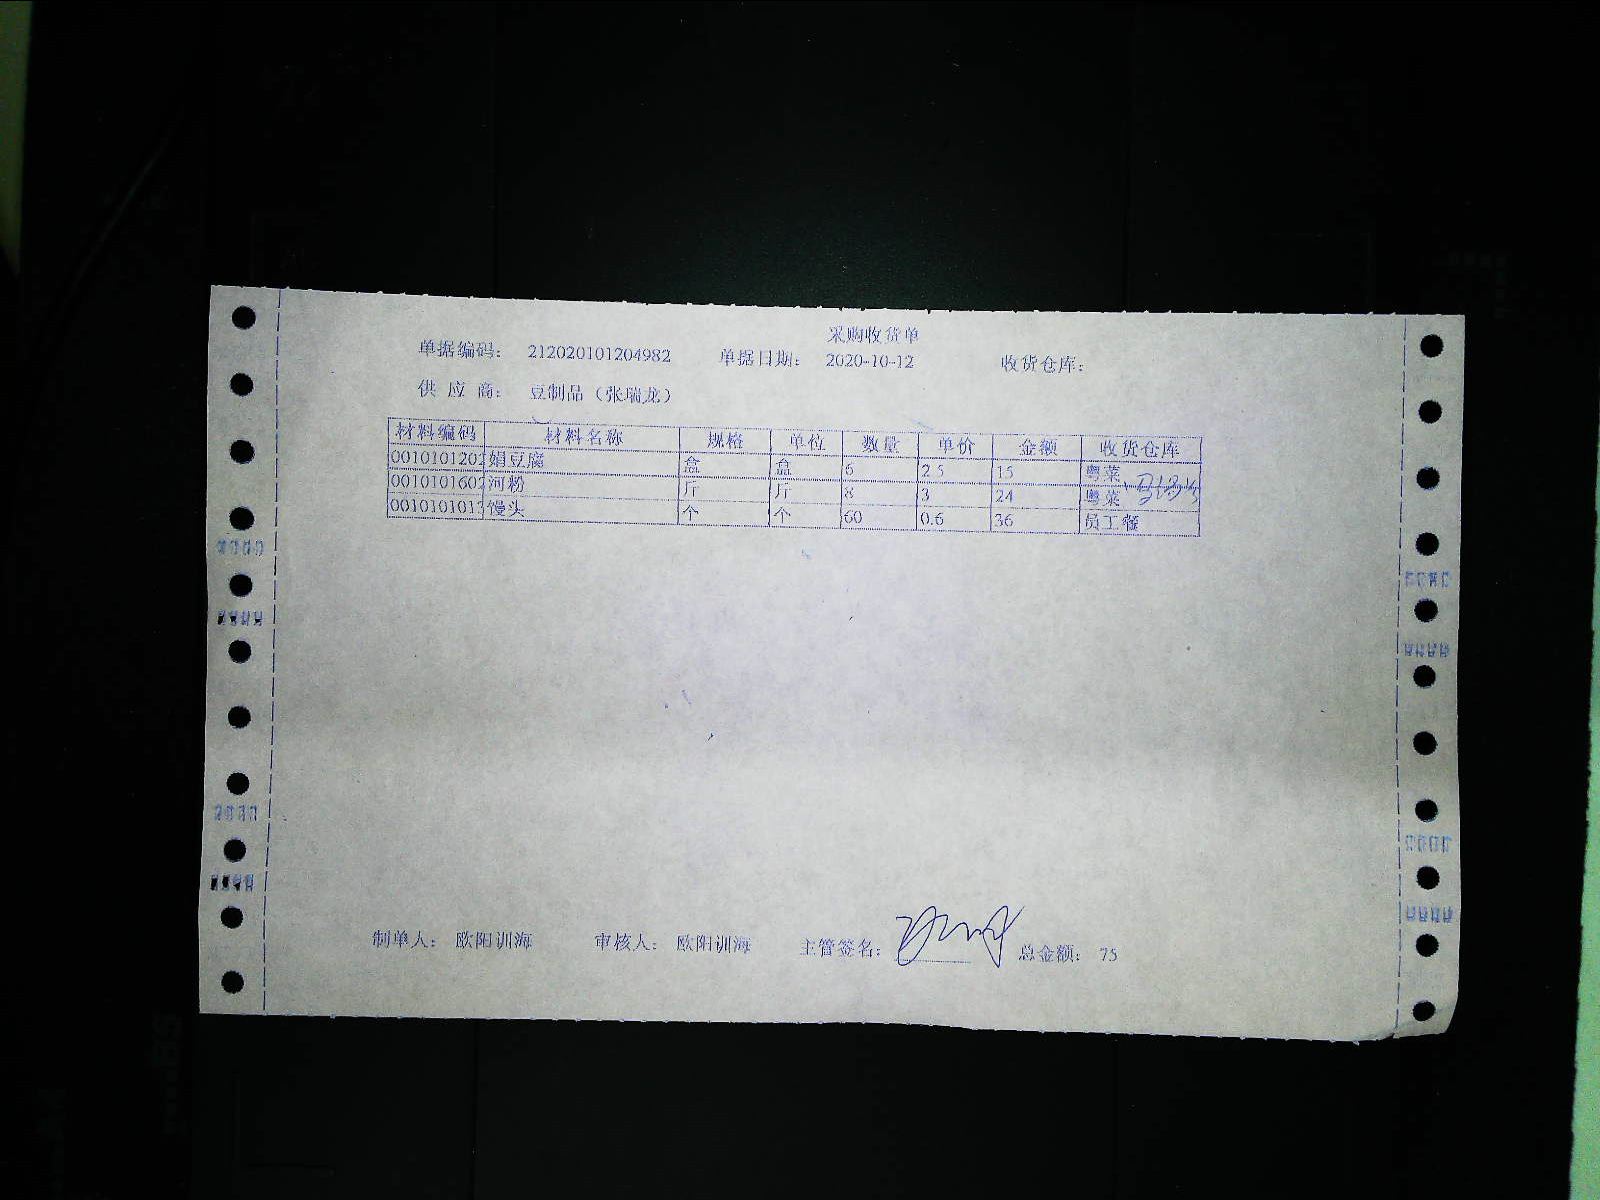 采购收货单
单据编码： 212020101204982 单据日期： 2020-10-12 收货仓库：
供 应 商： 豆制品（张瑞龙）
材料编码 材料名称 规格 单位 数量 单价 金额 收货仓库
0010101202 娟豆腐 盒 盒 6 2.5 15 粤菜
0010101602 河粉 斤 斤 8 3 24 粤菜
0010101013 馒头 个 个 60 0.6 36 员工餐
制单人： 欧阳训海 审核人： 欧阳训海 主管签名： 总金额： 75